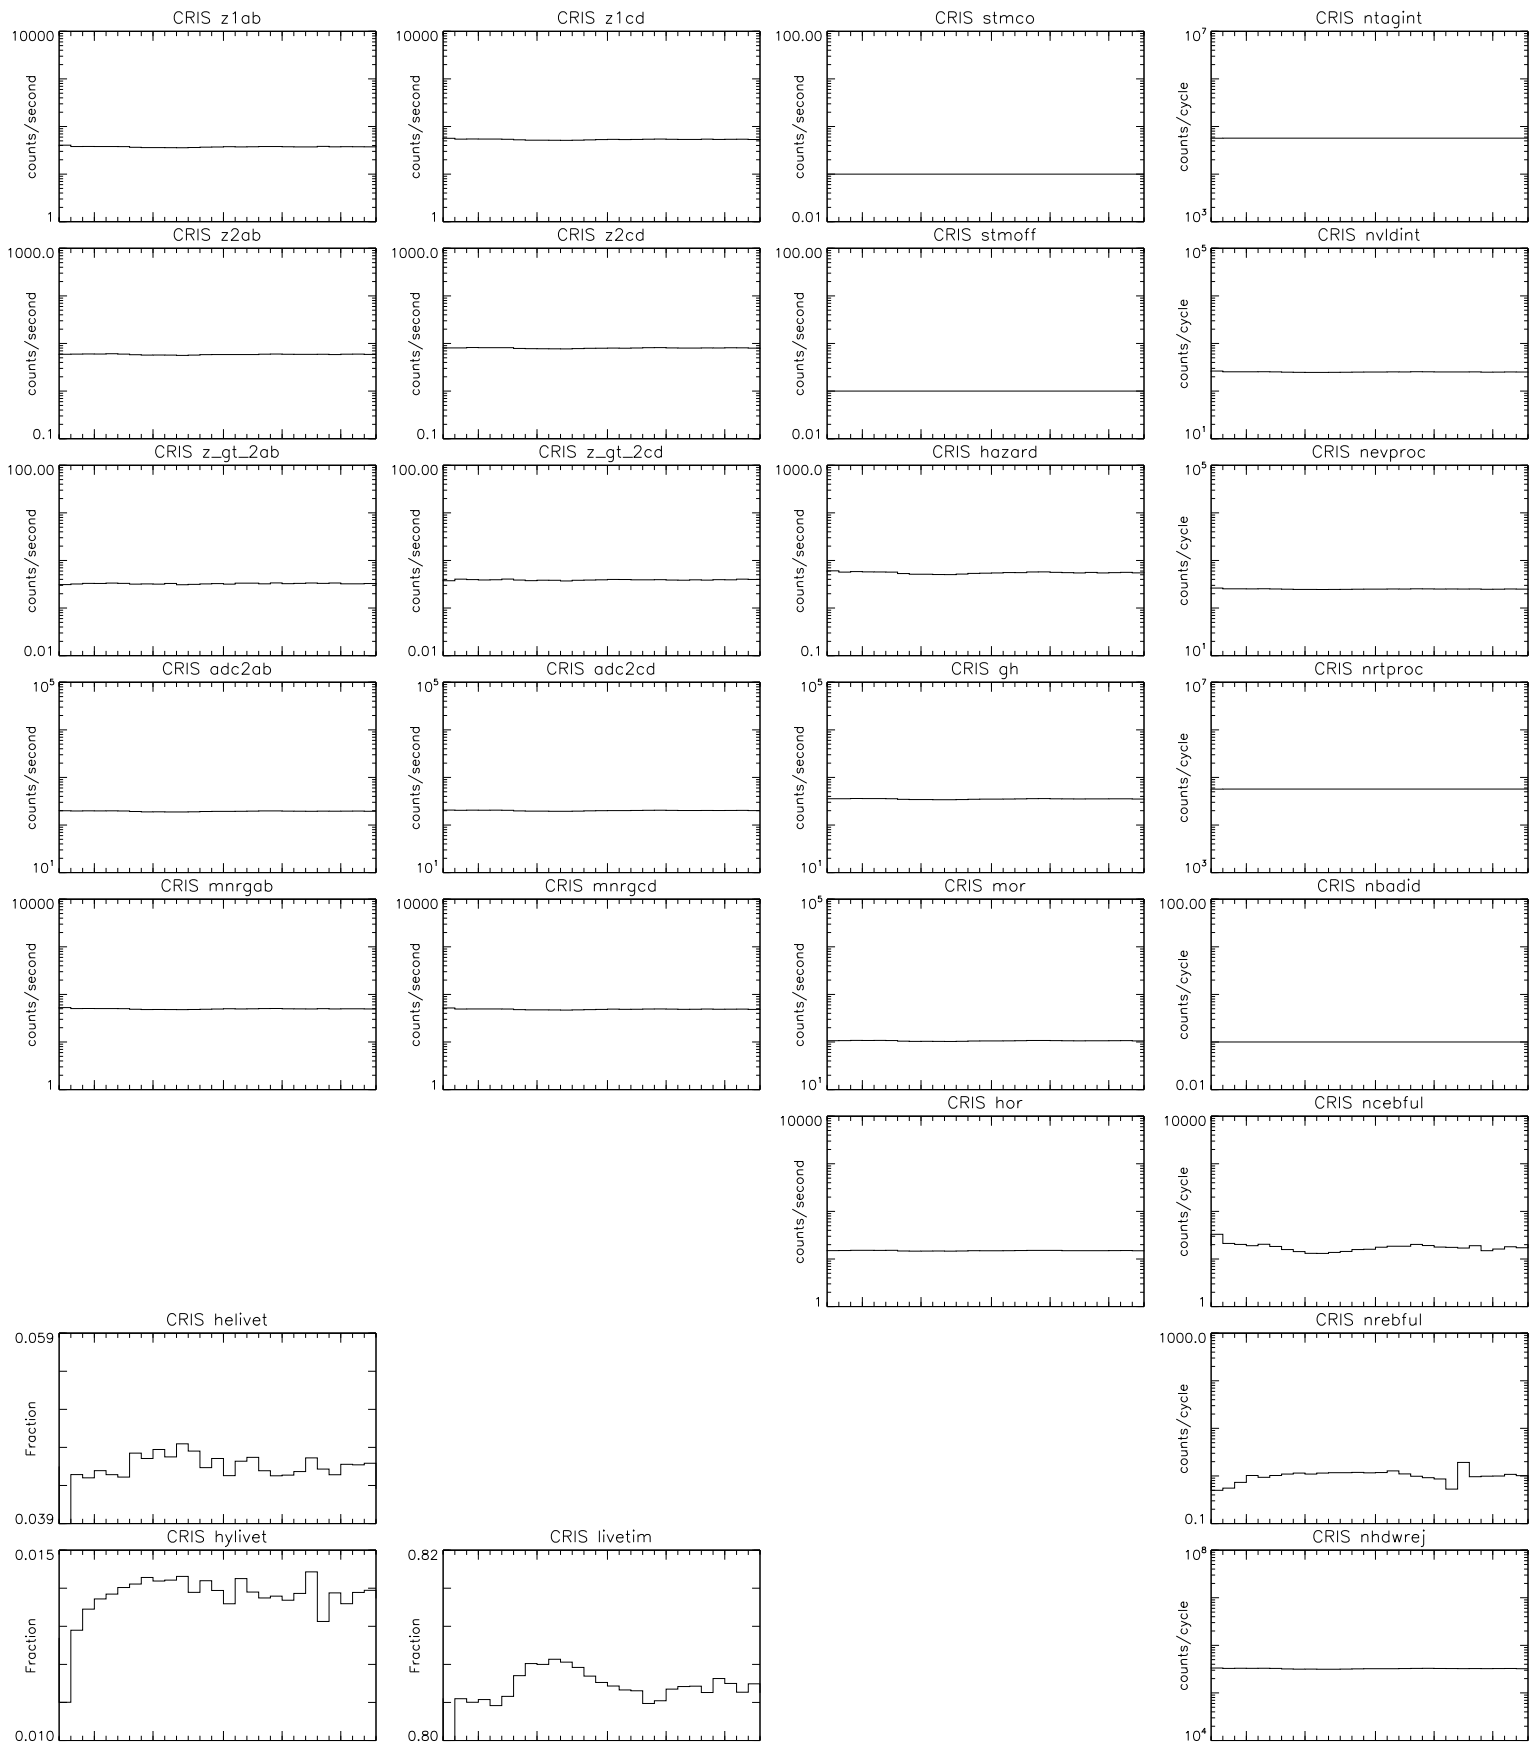 CRIS z1ab
10000
counts/second
1
CRIS z1cd
10000
counts/second
1
CRIS stmco
100.00
counts/second
0.01
CRIS ntagint
10⁷
counts/cycle
10³
CRIS z2ab
1000.0
counts/second
0.1
CRIS z2cd
1000.0
counts/second
0.1
CRIS stmoff
100.00
counts/second
0.01
CRIS nvldint
10⁵
counts/cycle
10¹
CRIS z_gt_2ab
100.00
counts/second
0.01
CRIS z_gt_2cd
100.00
counts/second
0.01
CRIS hazard
1000.0
counts/second
0.1
CRIS nevproc
10⁵
counts/cycle
10¹
CRIS adc2ab
10⁵
counts/second
10¹
CRIS adc2cd
10⁵
counts/second
10¹
CRIS gh
10⁵
counts/second
10¹
CRIS nrtproc
10⁷
counts/cycle
10³
CRIS mnrgab
10000
counts/second
1
CRIS mnrgcd
10000
counts/second
1
CRIS mor
10⁵
counts/second
10¹
CRIS nbadid
100.00
counts/cycle
0.01
CRIS hor
10000
counts/second
1
CRIS ncebful
10000
counts/cycle
1
CRIS helivet
0.059
Fraction
0.039
CRIS nrebful
1000.0
counts/cycle
0.1
CRIS hylivet
0.015
Fraction
0.010
CRIS livetim
0.82
Fraction
0.80
CRIS nhdwrej
10⁸
counts/cycle
10⁴